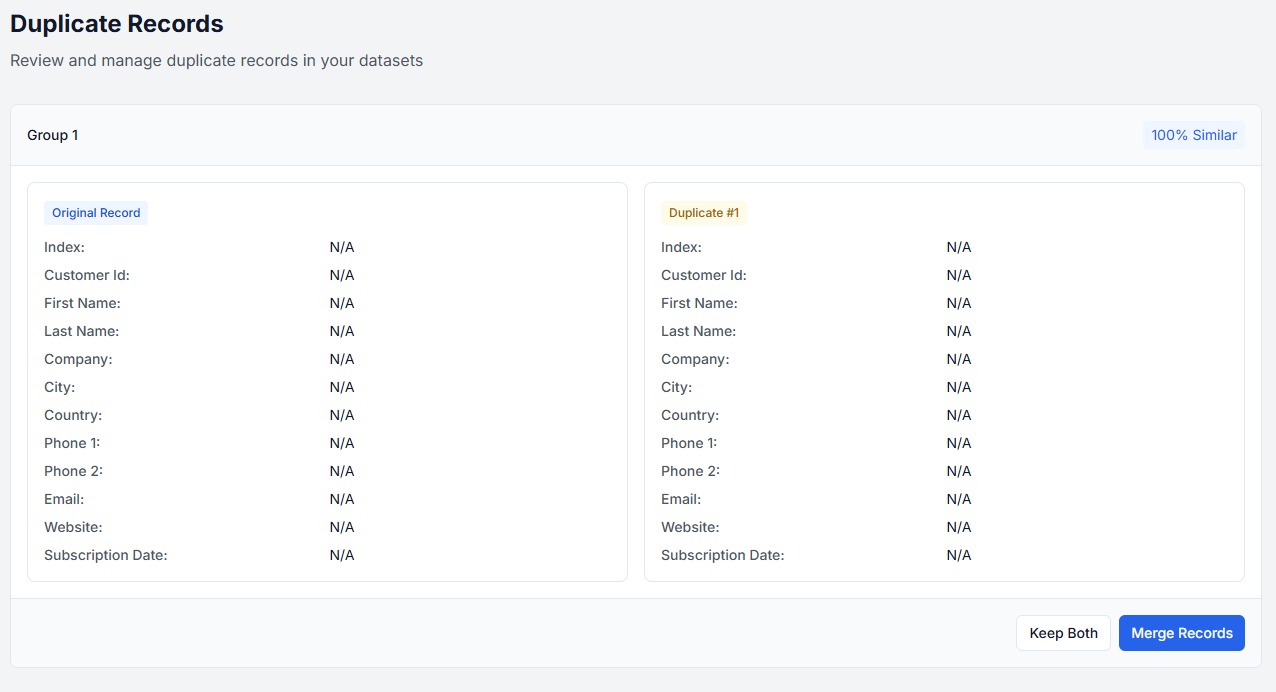 Duplicate Records
Review and manage duplicate records in your datasets
Group 1
100% Similar
Original Record
Index: N/A
Customer Id: N/A
First Name: N/A
Last Name: N/A
Company: N/A
City: N/A
Country: N/A
Phone 1: N/A
Phone 2: N/A
Email: N/A
Website: N/A
Subscription Date: N/A
Duplicate #1
Index: N/A
Customer Id: N/A
First Name: N/A
Last Name: N/A
Company: N/A
City: N/A
Country: N/A
Phone 1: N/A
Phone 2: N/A
Email: N/A
Website: N/A
Subscription Date: N/A
Keep Both
Merge Records